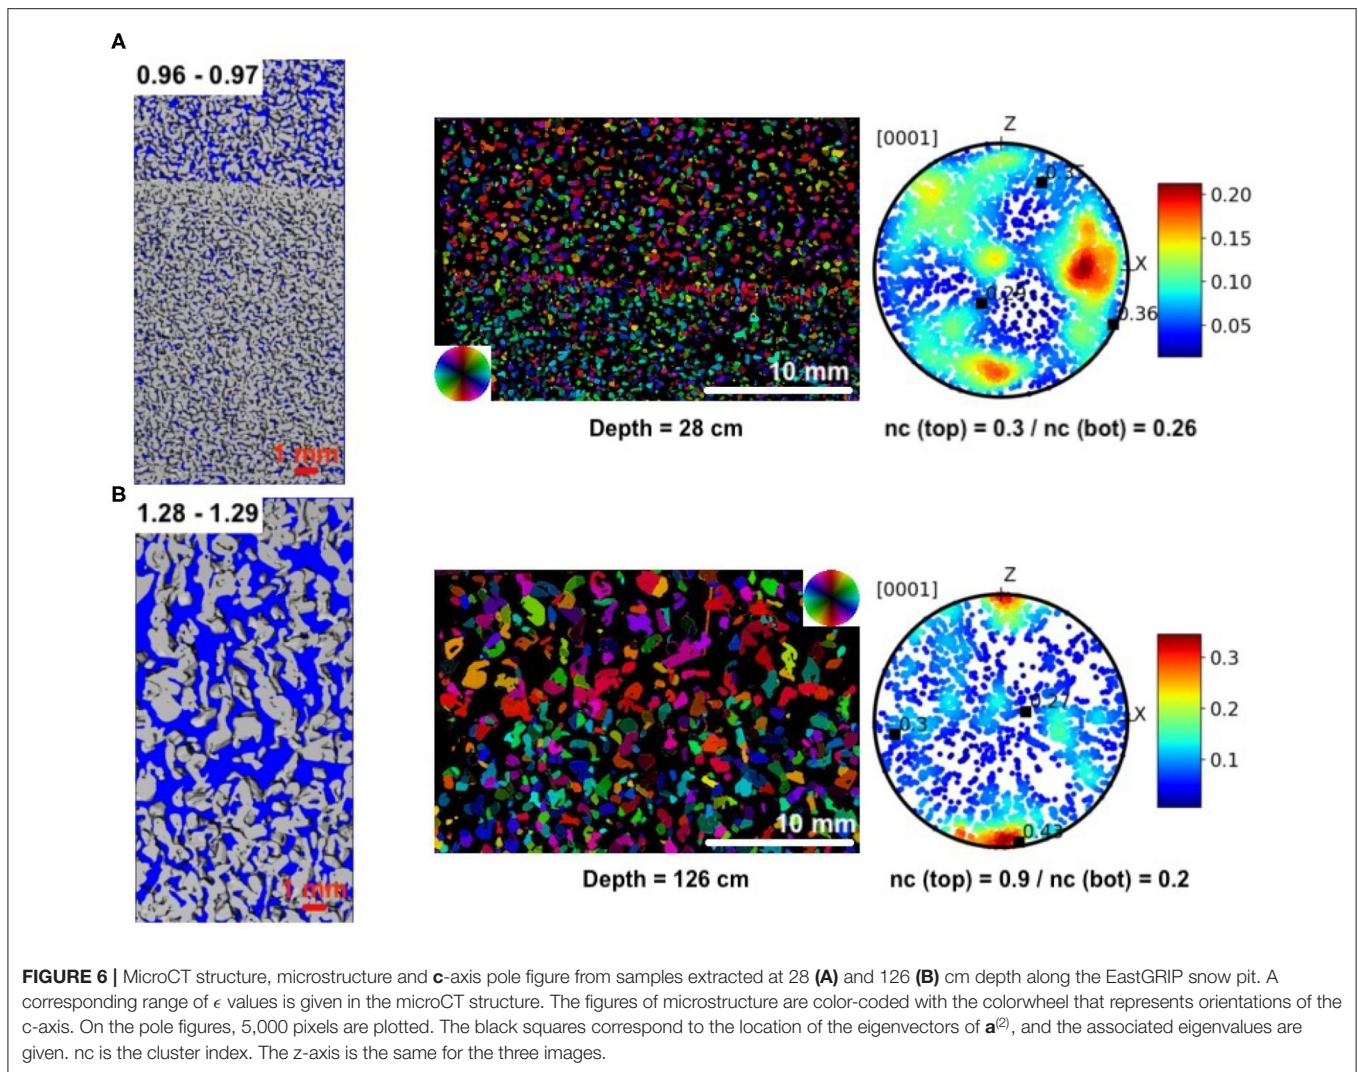 A
0.96 - 0.97
1 mm
10 mm
Depth = 28 cm
[0001]
Z
X
0.35
0.29
0.36
0.20
0.15
0.10
0.05
nc (top) = 0.3 / nc (bot) = 0.26
B
1.28 - 1.29
1 mm
10 mm
Depth = 126 cm
[0001]
Z
X
0.27
0.3
0.43
0.3
0.2
0.1
nc (top) = 0.9 / nc (bot) = 0.2
FIGURE 6 | MicroCT structure, microstructure and c-axis pole figure from samples extracted at 28 (A) and 126 (B) cm depth along the EastGRIP snow pit. A
corresponding range of ϵ values is given in the microCT structure. The figures of microstructure are color-coded with the colorwheel that represents orientations of the
c-axis. On the pole figures, 5,000 pixels are plotted. The black squares correspond to the location of the eigenvectors of a⁽²⁾, and the associated eigenvalues are
given. nc is the cluster index. The z-axis is the same for the three images.